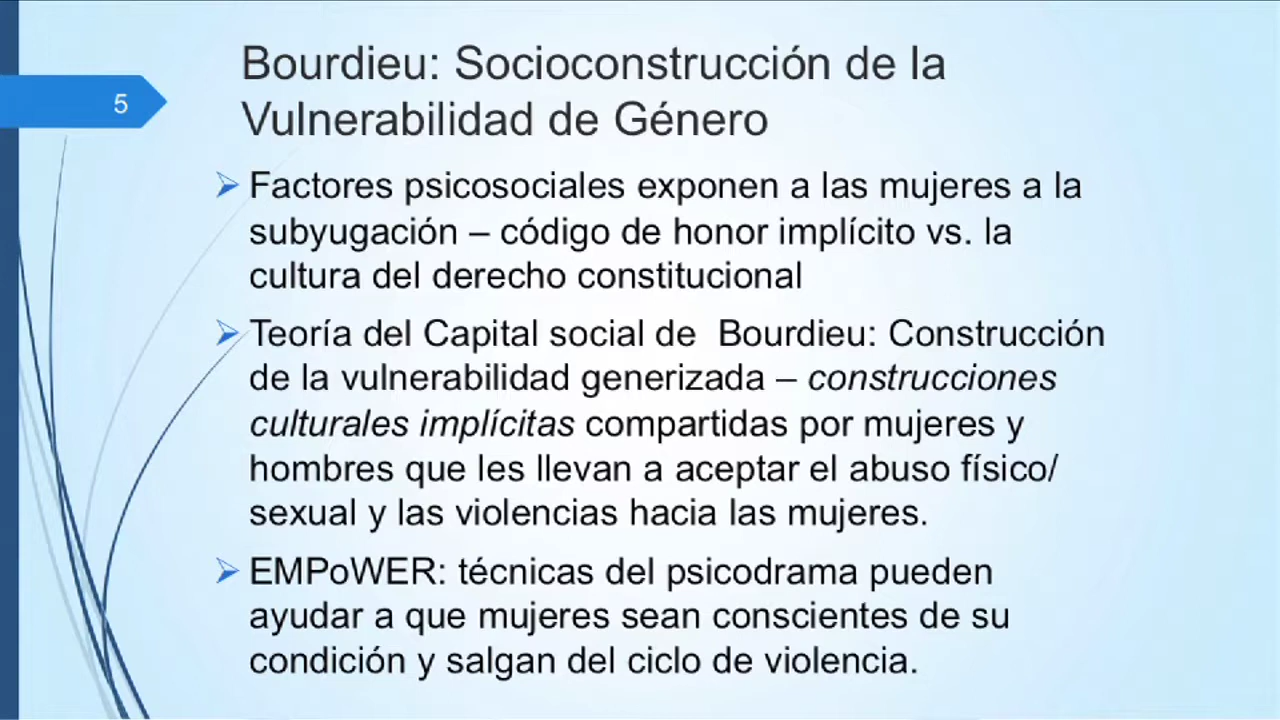 Bourdieu: Socioconstrucción de la
Vulnerabilidad de Género
5
Factores psicosociales exponen a las mujeres a la
subyugación – código de honor implícito vs. la
cultura del derecho constitucional
Teoría del Capital social de Bourdieu: Construcción
de la vulnerabilidad generizada – construcciones
culturales implícitas compartidas por mujeres y
hombres que les llevan a aceptar el abuso físico/
sexual y las violencias hacia las mujeres.
EMPoWER: técnicas del psicodrama pueden
ayudar a que mujeres sean conscientes de su
condición y salgan del ciclo de violencia.